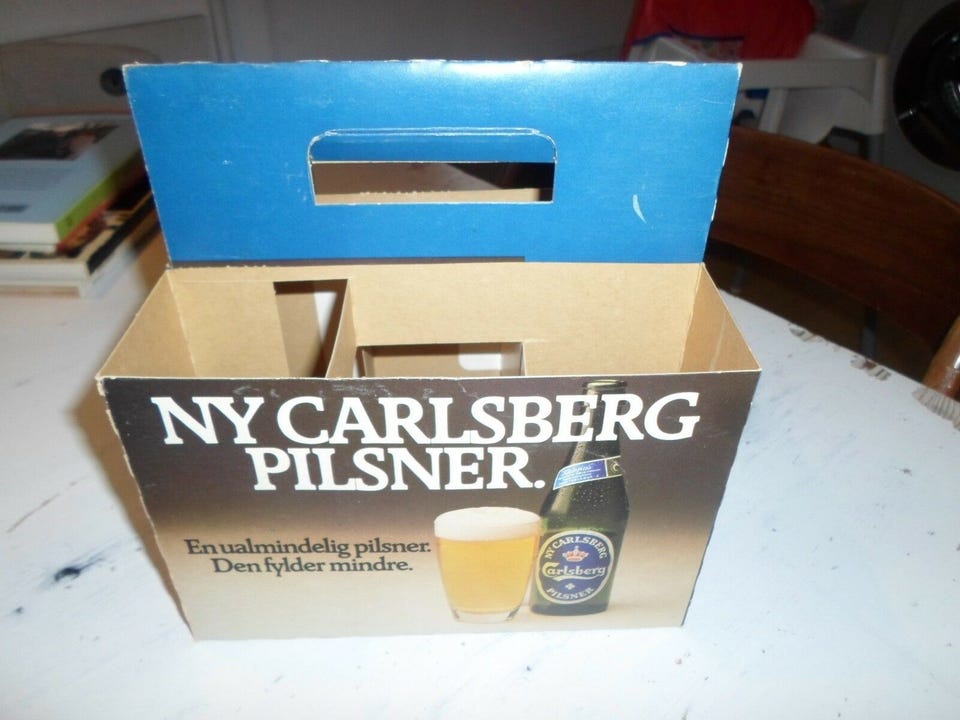 NY CARLSBERG
PILSNER.
En ualmindelig pilsner.
Den fylder mindre.
NY CARLSBERG
Carlsberg
PILSNER